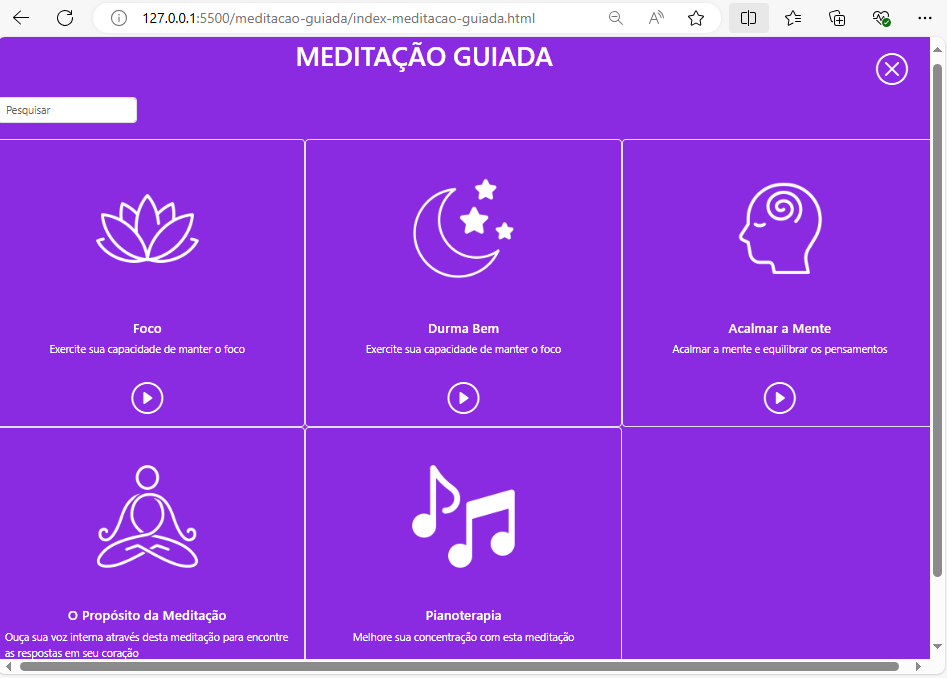 127.0.0.1:5500/meditacao-guiada/index-meditacao-guiada.html
MEDITAÇÃO GUIADA
Pesquisar
Foco
Exercite sua capacidade de manter o foco
Durma Bem
Exercite sua capacidade de manter o foco
Acalmar a Mente
Acalmar a mente e equilibrar os pensamentos
O Propósito da Meditação
Ouça sua voz interna através desta meditação para encontre
as respostas em seu coração
Pianoterapia
Melhore sua concentração com esta meditação